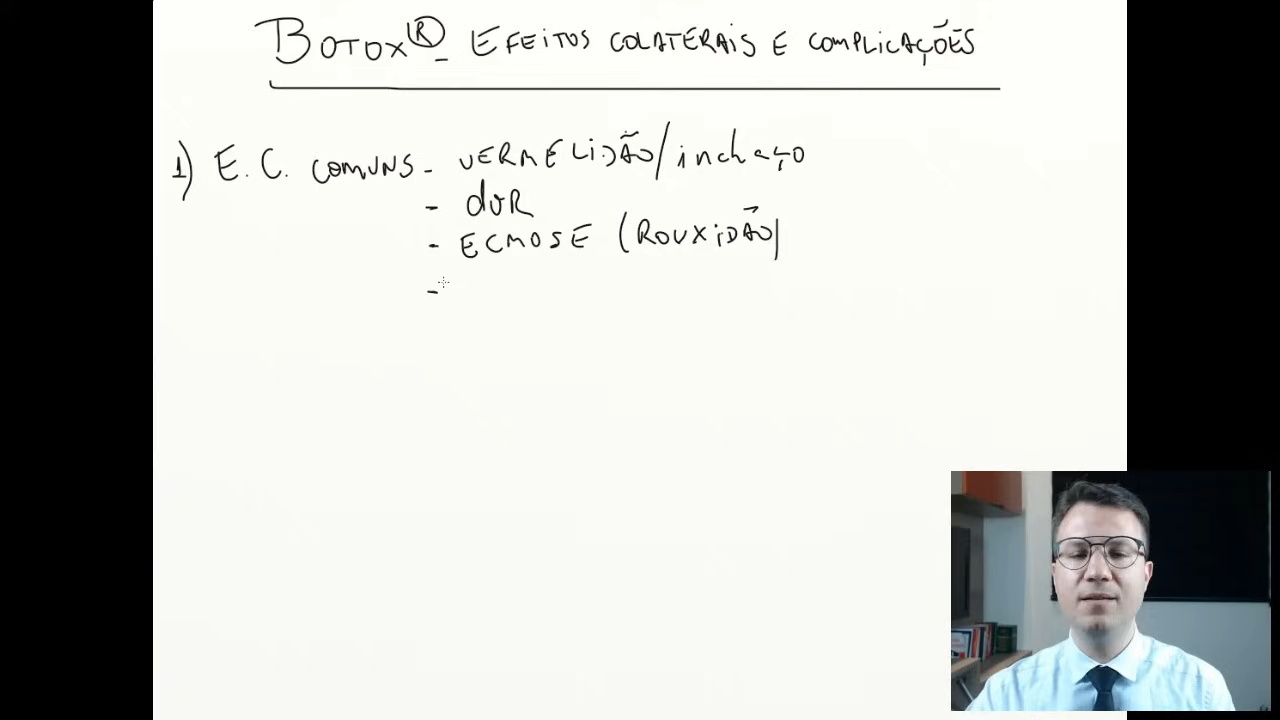 BOTOX® - EFEITOS COLATERAIS E COMPLICAÇÕES
1) E. C. COMUNS - VERMELIDÃO/inchaço
- dOR
- ECMOSE (ROUXIDÃO)
-